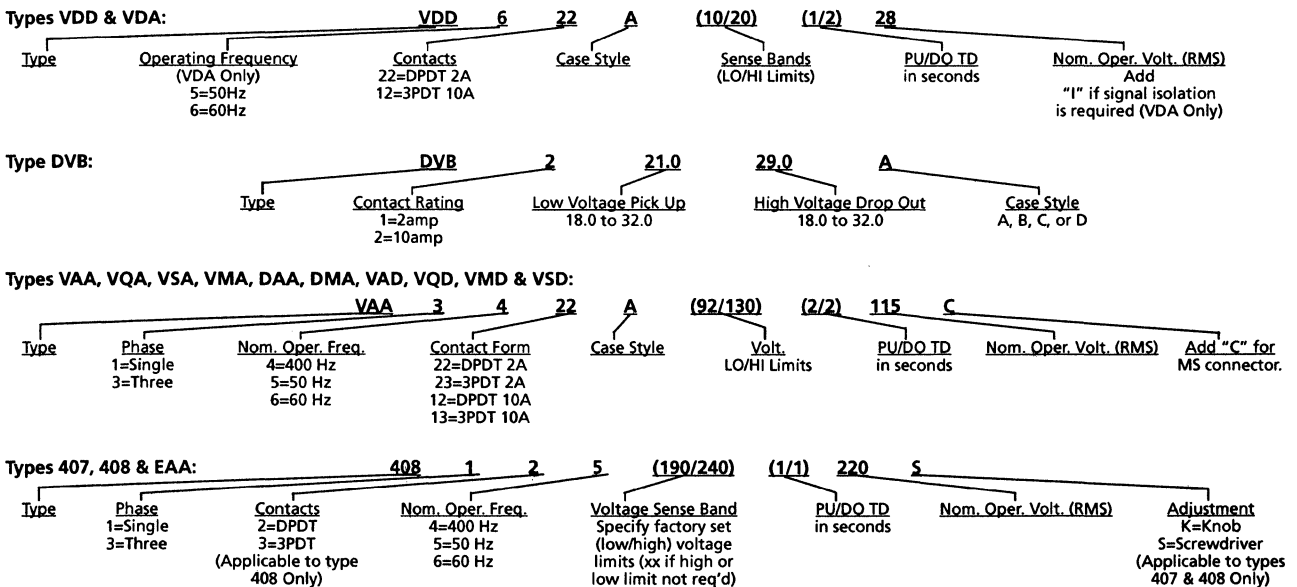 Types VDD & VDA: VDD 6 22 A (10/20) (1/2) 28
Type Operating Frequency Contacts Case Style Sense Bands PU/DO TD Nom. Oper. Volt. (RMS)
(VDA Only) 22=DPDT 2A (LO/HI Limits) in seconds Add
5=50Hz 12=3PDT 10A "I" if signal isolation
6=60Hz is required (VDA Only)
Type DVB: DVB 2 21.0 29.0 A
Type Contact Rating Low Voltage Pick Up High Voltage Drop Out Case Style
1=2amp 18.0 to 32.0 18.0 to 32.0 A, B, C, or D
2=10amp
Types VAA, VQA, VSA, VMA, DAA, DMA, VAD, VQD, VMD & VSD:
VAA 3 4 22 A (92/130) (2/2) 115 C
Type Phase Nom. Oper. Freq. Contact Form Case Style Volt. PU/DO TD Nom. Oper. Volt. (RMS) Add "C" for
1=Single 4=400 Hz 22=DPDT 2A LO/HI Limits in seconds MS connector.
3=Three 5=50 Hz 23=3PDT 2A
6=60 Hz 12=DPDT 10A
13=3PDT 10A
Types 407, 408 & EAA: 408 1 2 5 (190/240) (1/1) 220 S
Type Phase Contacts Nom. Oper. Freq. Voltage Sense Band PU/DO TD Nom. Oper. Volt. (RMS) Adjustment
1=Single 2=DPDT 4=400 Hz Specify factory set in seconds K=Knob
3=Three 3=3PDT 5=50 Hz (low/high) voltage S=Screwdriver
(Applicable to type 6=60 Hz limits (xx if high or (Applicable to types
408 Only) low limit not req'd) 407 & 408 Only)